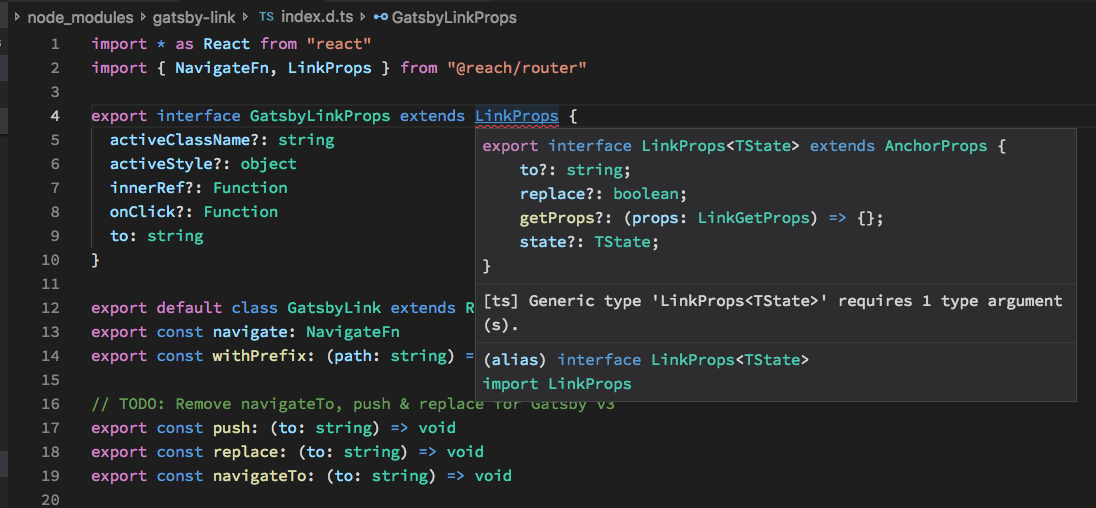 node_modules › gatsby-link › TS index.d.ts › GatsbyLinkProps
1 import * as React from "react"
2 import { NavigateFn, LinkProps } from "@reach/router"
3
4 export interface GatsbyLinkProps extends LinkProps {
5 activeClassName?: string
6 activeStyle?: object
7 innerRef?: Function
8 onClick?: Function
9 to: string
10 }
11
12 export default class GatsbyLink extends R
13 export const navigate: NavigateFn
14 export const withPrefix: (path: string) =
15
16 // TODO: Remove navigateTo, push & replace for Gatsby v3
17 export const push: (to: string) => void
18 export const replace: (to: string) => void
19 export const navigateTo: (to: string) => void
20
export interface LinkProps<TState> extends AnchorProps {
to?: string;
replace?: boolean;
getProps?: (props: LinkGetProps) => {};
state?: TState;
}
[ts] Generic type 'LinkProps<TState>' requires 1 type argument
(s).
(alias) interface LinkProps<TState>
import LinkProps